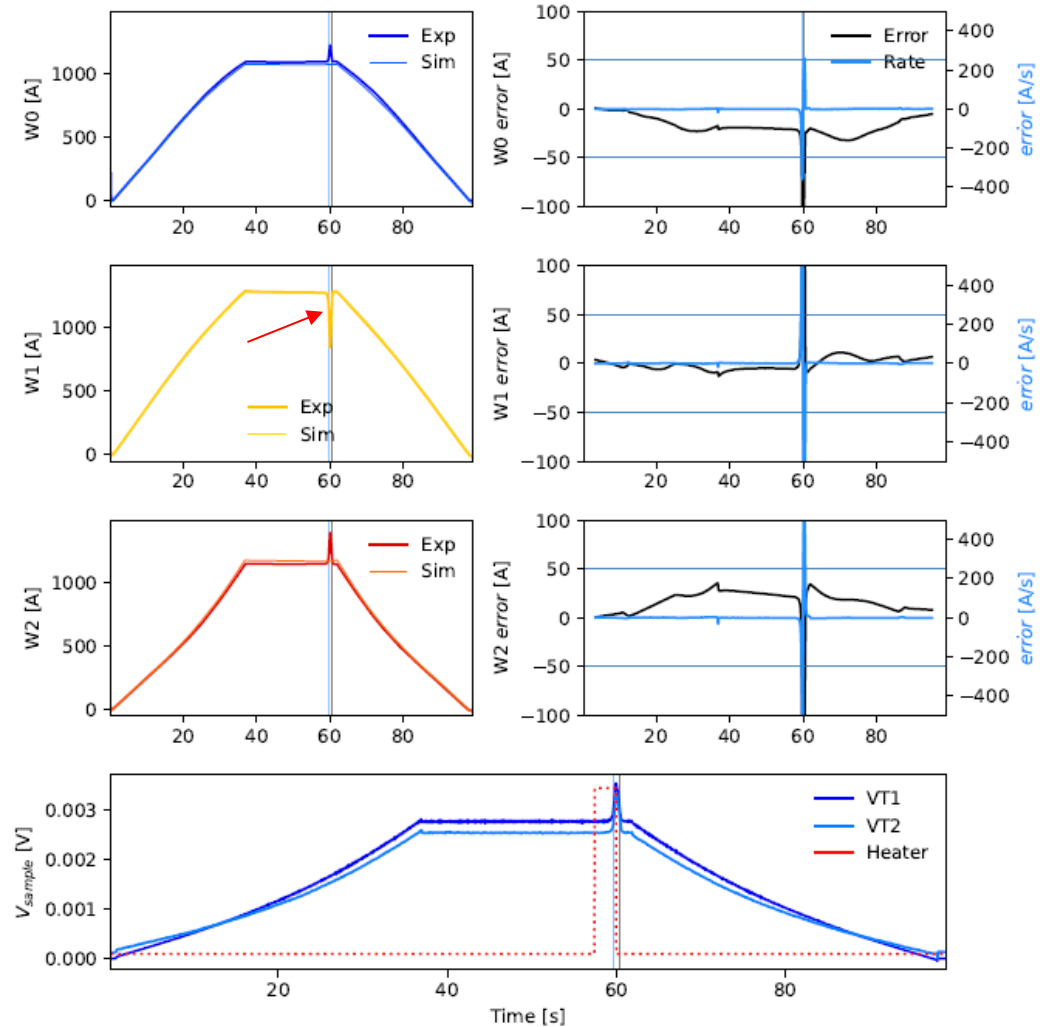 W0 [A]
1000
500
0
Exp
Sim
20 40 60 80
W0 error [A]
100
50
0
−50
−100
Error
Rate
400
200
0
−200
−400
error [A/s]
20 40 60 80
W1 [A]
1000
500
0
Exp
Sim
20 40 60 80
W1 error [A]
100
50
0
−50
−100
400
200
0
−200
−400
error [A/s]
20 40 60 80
W2 [A]
1000
500
0
Exp
Sim
20 40 60 80
W2 error [A]
100
50
0
−50
−100
400
200
0
−200
−400
error [A/s]
20 40 60 80
Vsample [V]
0.003
0.002
0.001
0.000
VT1
VT2
Heater
20 40 60 80
Time [s]